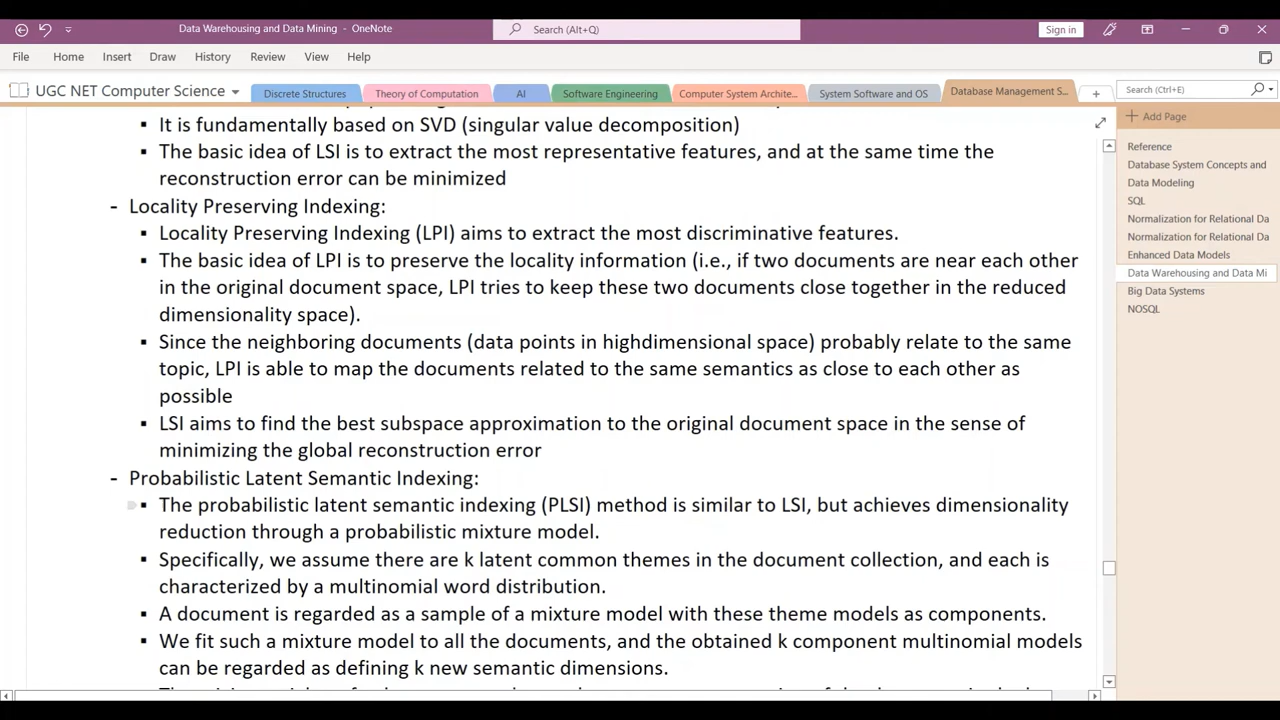 Data Warehousing and Data Mining - OneNote
Search (Alt+Q)
Sign in
File Home Insert Draw History Review View Help
UGC NET Computer Science
Discrete Structures
Theory of Computation
AI
Software Engineering
Computer System Archite...
System Software and OS
Database Management S...
Search (Ctrl+E)
▪ It is fundamentally based on SVD (singular value decomposition)
▪ The basic idea of LSI is to extract the most representative features, and at the same time the
reconstruction error can be minimized
- Locality Preserving Indexing:
▪ Locality Preserving Indexing (LPI) aims to extract the most discriminative features.
▪ The basic idea of LPI is to preserve the locality information (i.e., if two documents are near each other
in the original document space, LPI tries to keep these two documents close together in the reduced
dimensionality space).
▪ Since the neighboring documents (data points in highdimensional space) probably relate to the same
topic, LPI is able to map the documents related to the same semantics as close to each other as
possible
▪ LSI aims to find the best subspace approximation to the original document space in the sense of
minimizing the global reconstruction error
- Probabilistic Latent Semantic Indexing:
▪ The probabilistic latent semantic indexing (PLSI) method is similar to LSI, but achieves dimensionality
reduction through a probabilistic mixture model.
▪ Specifically, we assume there are k latent common themes in the document collection, and each is
characterized by a multinomial word distribution.
▪ A document is regarded as a sample of a mixture model with these theme models as components.
▪ We fit such a mixture model to all the documents, and the obtained k component multinomial models
can be regarded as defining k new semantic dimensions.
Add Page
Reference
Database System Concepts and
Data Modeling
SQL
Normalization for Relational Da
Normalization for Relational Da
Enhanced Data Models
Data Warehousing and Data Mi
Big Data Systems
NOSQL